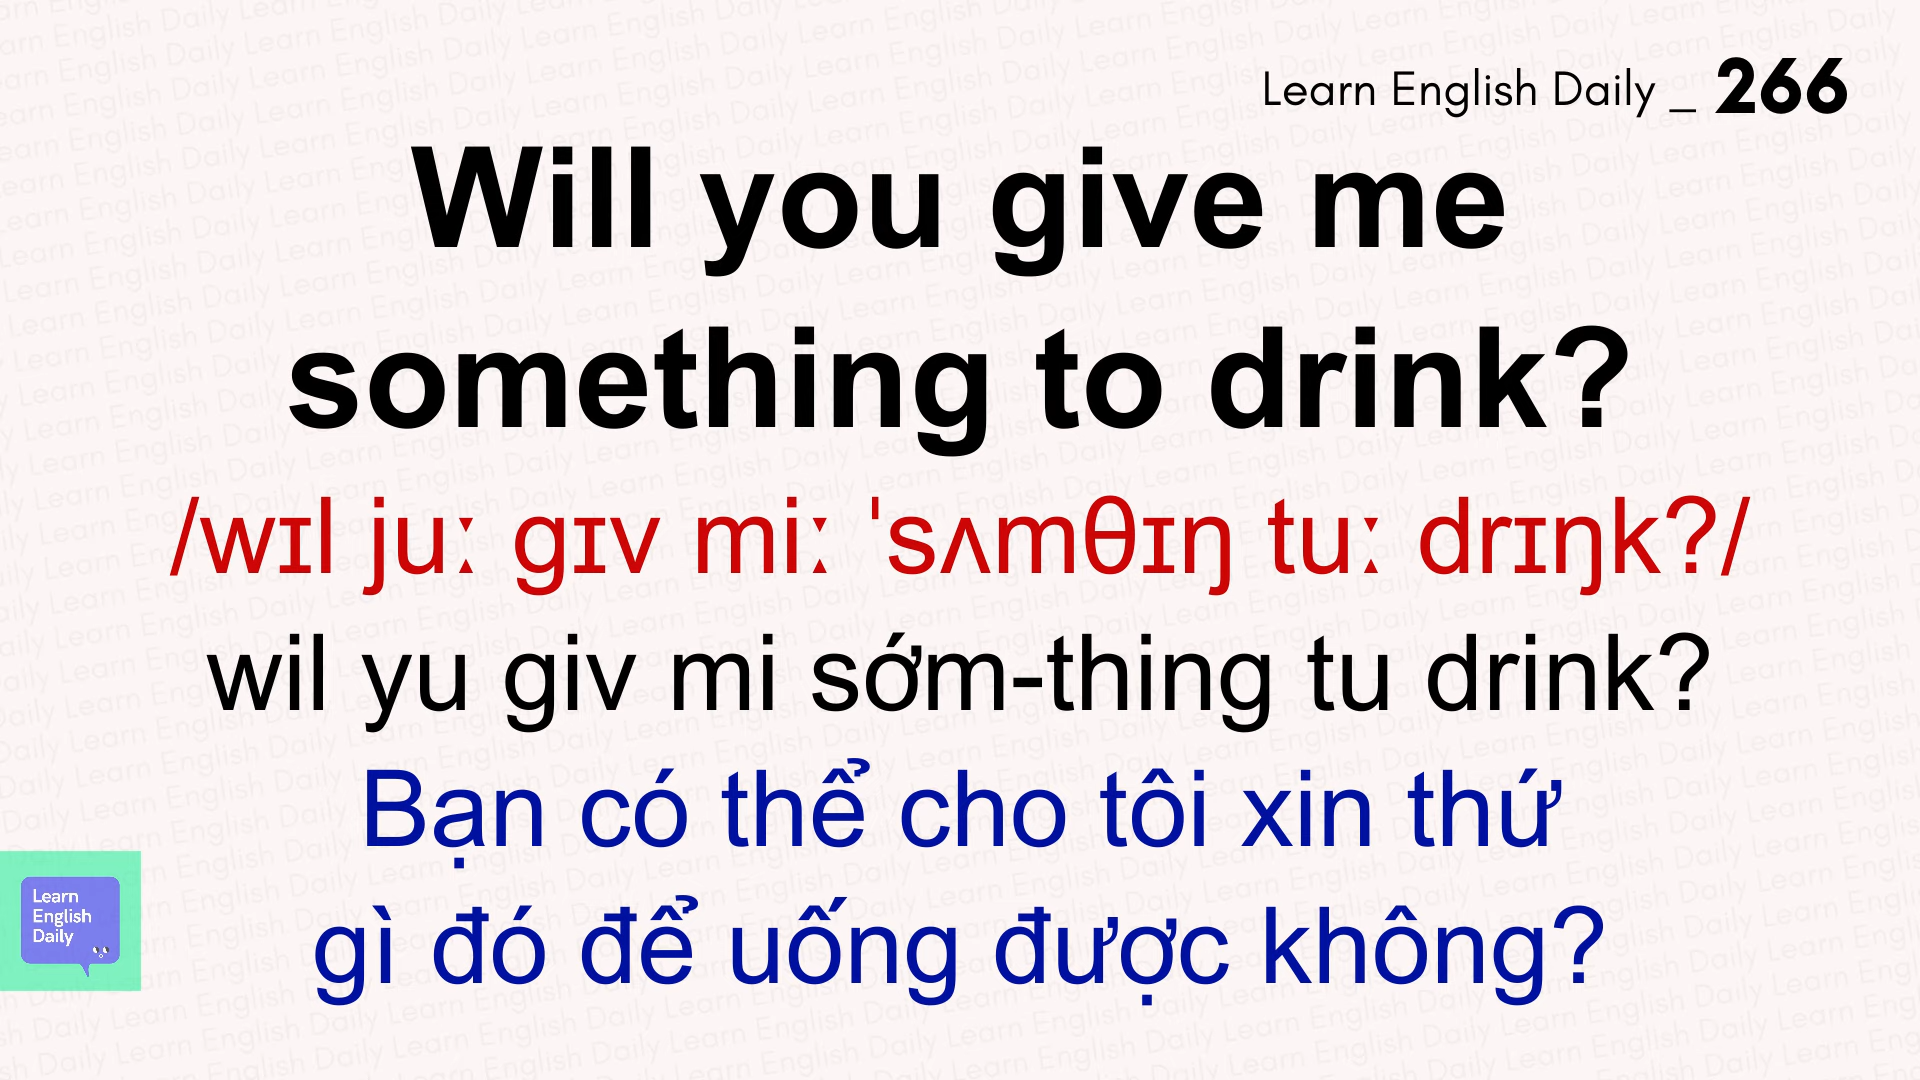 Learn English Daily _ 266
Will you give me
something to drink?
/wɪl juː ɡɪv miː ˈsʌmθɪŋ tuː drɪŋk?/
wil yu giv mi sớm-thing tu drink?
Bạn có thể cho tôi xin thứ
gì đó để uống được không?
Learn
English
Daily